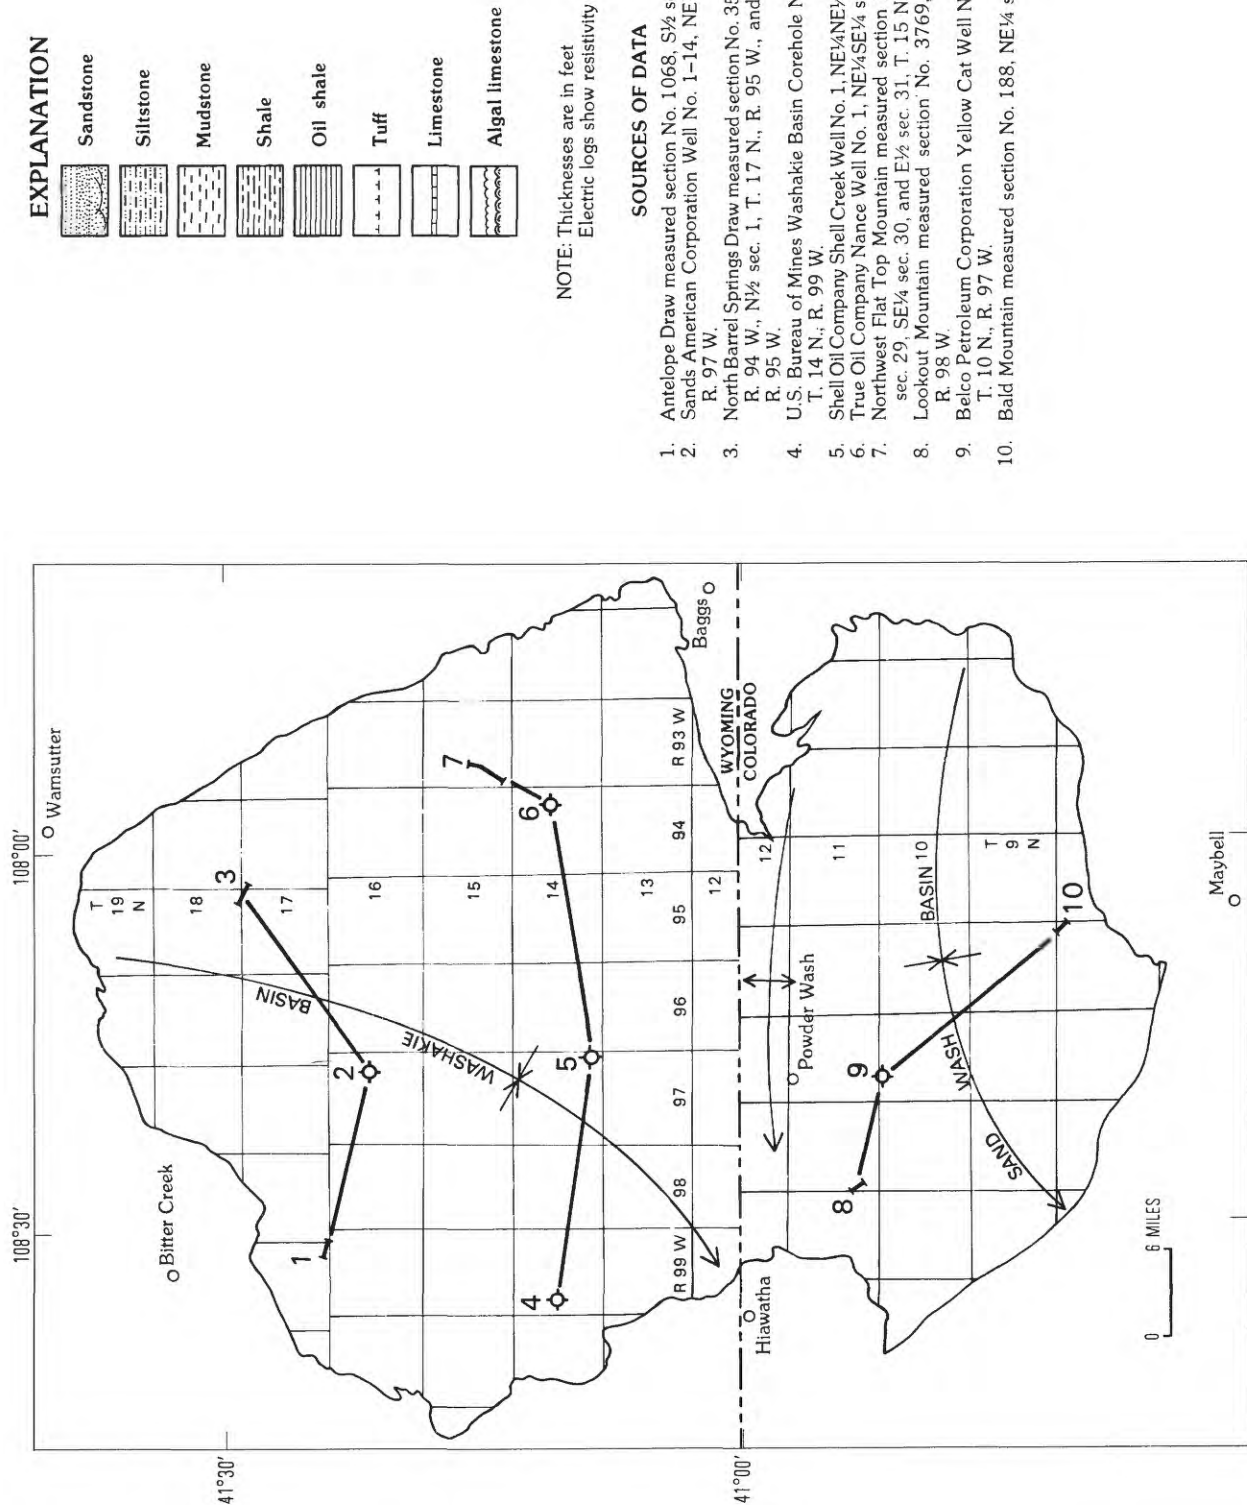 EXPLANATION
Sandstone
Siltstone
Mudstone
Shale
Oil shale
Tuff
Limestone
Algal limestone
NOTE: Thicknesses are in feet
Electric logs show resistivity
SOURCES OF DATA
1. Antelope Draw measured section No. 1068, S½ s
2. Sands American Corporation Well No. 1–14, NE
R. 97 W.
3. North Barrel Springs Draw measured section No. 35
R. 94 W., N½ sec. 1, T. 17 N., R. 95 W., and
R. 95 W.
4. U.S. Bureau of Mines Washakie Basin Corehole N
T. 14 N., R. 99 W.
5. Shell Oil Company Shell Creek Well No. 1, NE¼NE¼
6. True Oil Company Nance Well No. 1, NE¼SE¼ s
7. Northwest Flat Top Mountain measured section
sec. 29, SE¼ sec. 30, and E½ sec. 31, T. 15 N
8. Lookout Mountain measured section No. 3769,
R. 98 W.
9. Belco Petroleum Corporation Yellow Cat Well N
T. 10 N., R. 97 W.
10. Bald Mountain measured section No. 188, NE¼ s
108°30′
108°00′
41°30′
41°00′
Bitter Creek
Wamsutter
Baggs
Hiawatha
Powder Wash
Maybell
WYOMING
COLORADO
WASHAKIE
BASIN
SAND
WASH
BASIN
T
19
N
18
17
16
15
14
13
12
R 99 W
98
97
96
95
94
R 93 W
12
11
10
T
9
N
1
2
3
4
5
6
7
8
9
10
0 6 MILES